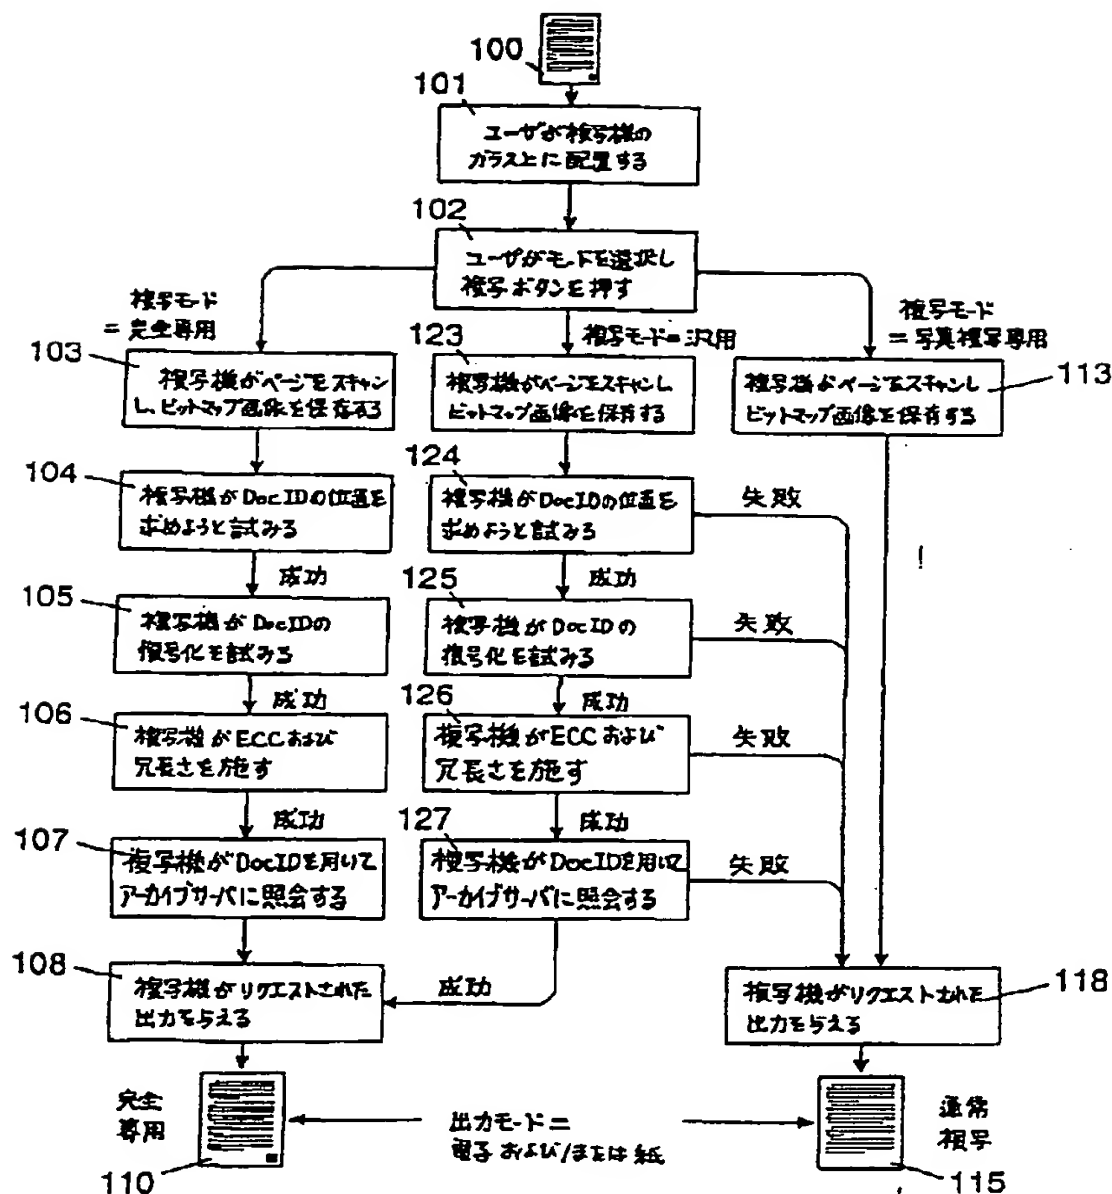 100
101
ユーザが複写機の
ガラス上に配置する
102
ユーザがモードを選択し
複写ボタンを押す
複写モード
=完全専用
複写モード=汎用
複写モード
=写真複写専用
103
複写機がページをスキャン
し、ビットマップ画像を保存する
123
複写機がページをスキャンし
ビットマップ画像を保存する
113
複写機がページをスキャンし
ビットマップ画像を保存する
104
複写機がDocIDの位置を
求めようと試みる
成功
124
複写機がDocIDの位置を
求めようと試みる
失敗
成功
105
複写機がDocIDの
復号化を試みる
成功
125
複写機がDocIDの
復号化を試みる
失敗
成功
106
複写機がECCおよび
冗長さを施す
成功
126
複写機がECCおよび
冗長さを施す
失敗
成功
107
複写機がDocIDを用いて
アーカイブサーバに照会する
127
複写機がDocIDを用いて
アーカイブサーバに照会する
失敗
成功
108
複写機がリクエストされた
出力を与える
118
複写機がリクエストされた
出力を与える
完全
専用
110
出力モード=
電子および/または紙
通常
複写
115